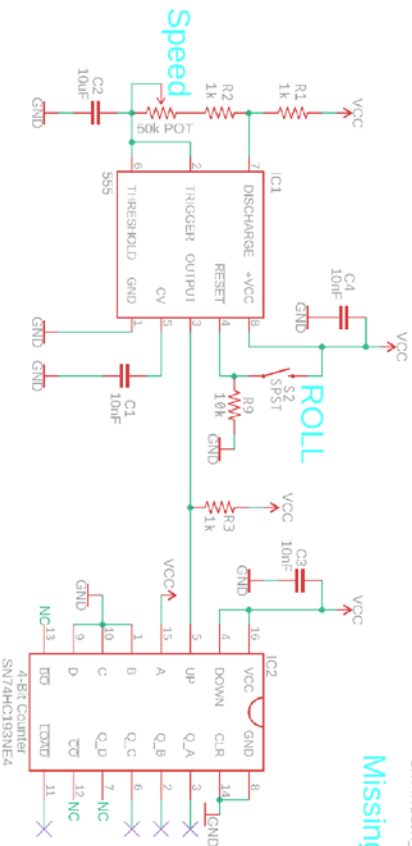 Missing
VCC
R1
1k
R2
1k
50k POT
Speed
C2
10uF
GND
IC1
7
DISCHARGE
2
TRIGGER
6
THRESHOLD
+VCC
8
RESET
4
OUTPUT
3
CV
5
GND
1
555
VCC
C4
10nF
GND
ROLL
S2
SPST
R9
10k
GND
C1
10nF
GND
GND
VCC
R3
1k
VCC
C3
10nF
GND
IC2
16
VCC
GND
8
4
DOWN
CLR
14
5
UP
Q_A
3
15
A
Q_B
2
1
B
Q_C
6
10
C
Q_D
7
9
D
CO
12
13
BO
LOAD
11
VCC
GND
NC
NC
NC
GND
4-Bit Counter
SN74HC193NE4